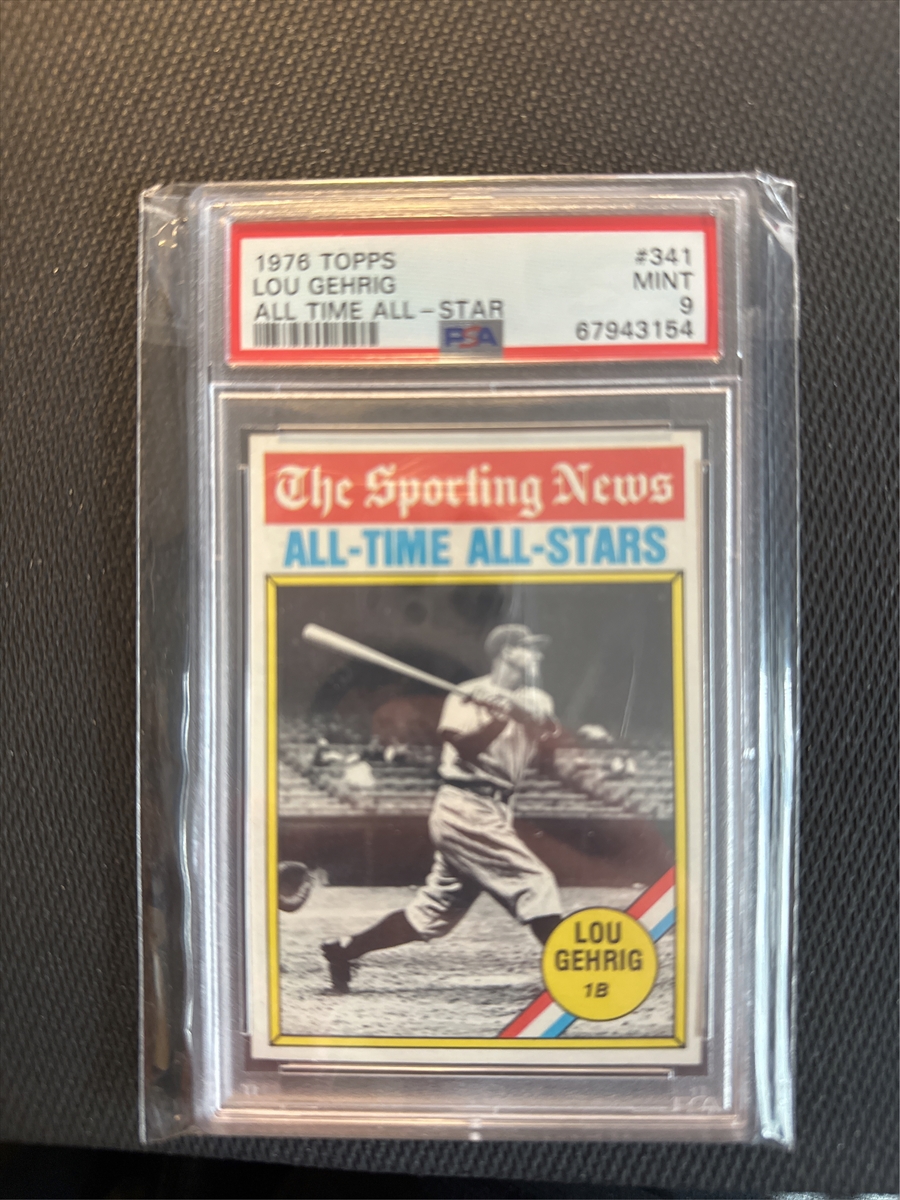 1976 TOPPS #341
LOU GEHRIG MINT
ALL TIME ALL-STAR 9
PSA 67943154
The Sporting News
ALL-TIME ALL-STARS
LOU
GEHRIG
1B